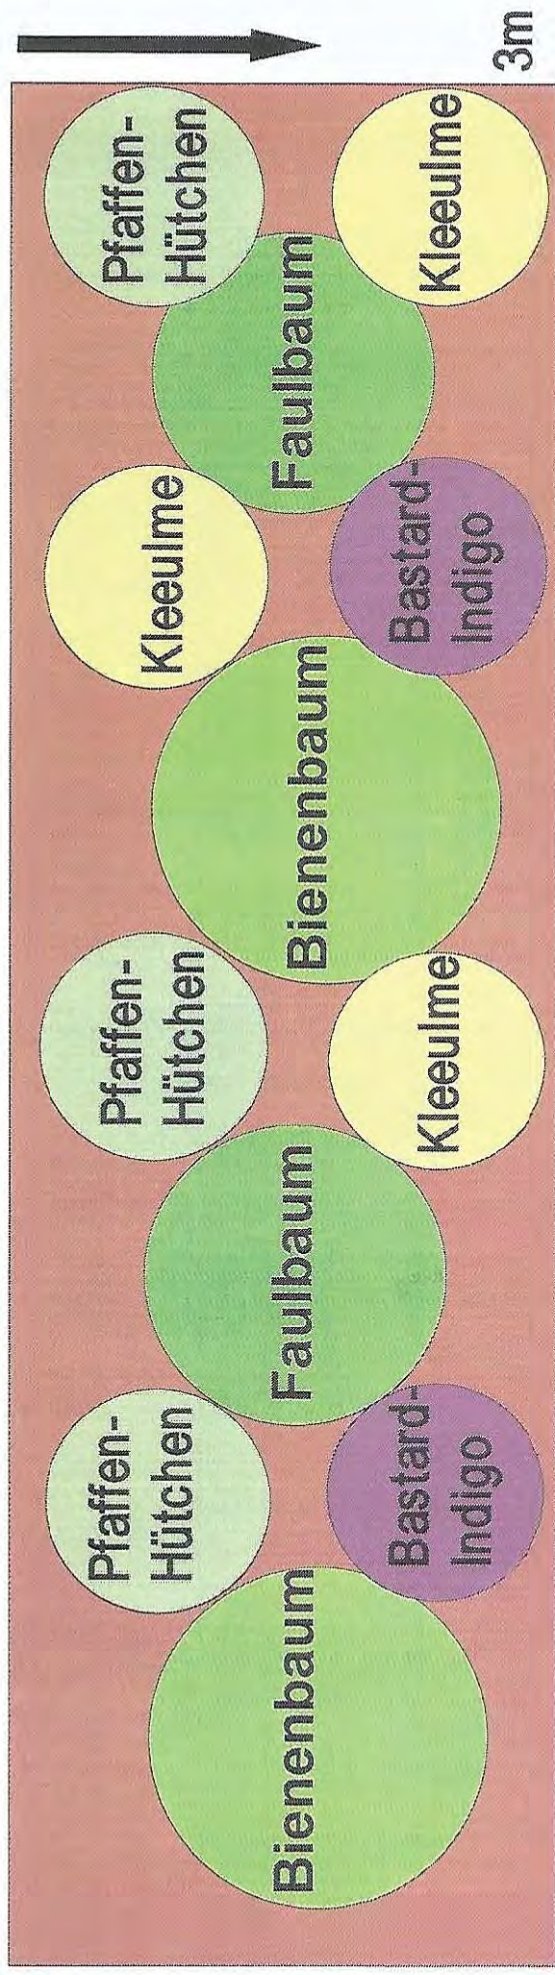 Pfaffen-
Hütchen
Pfaffen-
Hütchen
Kleeulme
Pfaffen-
Hütchen
Bienenbaum
Faulbaum
Bienenbaum
Faulbaum
Bastard-
Indigo
Kleeulme
Bastard-
Indigo
Kleeulme
3m